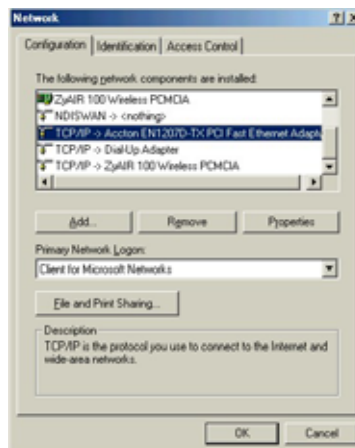 Network
Configuration Identification Access Control
The following network components are installed:
ZyAIR 100 Wireless PCMCIA
NDISWAN -> <nothing>
TCP/IP -> Accton EN1207D-TX PCI Fast Ethernet Adapte
TCP/IP -> Dial-Up Adapter
TCP/IP -> ZyAIR 100 Wireless PCMCIA
Add... Remove Properties
Primary Network Logon:
Client for Microsoft Networks
File and Print Sharing...
Description
TCP/IP is the protocol you use to connect to the Internet and
wide-area networks.
OK Cancel